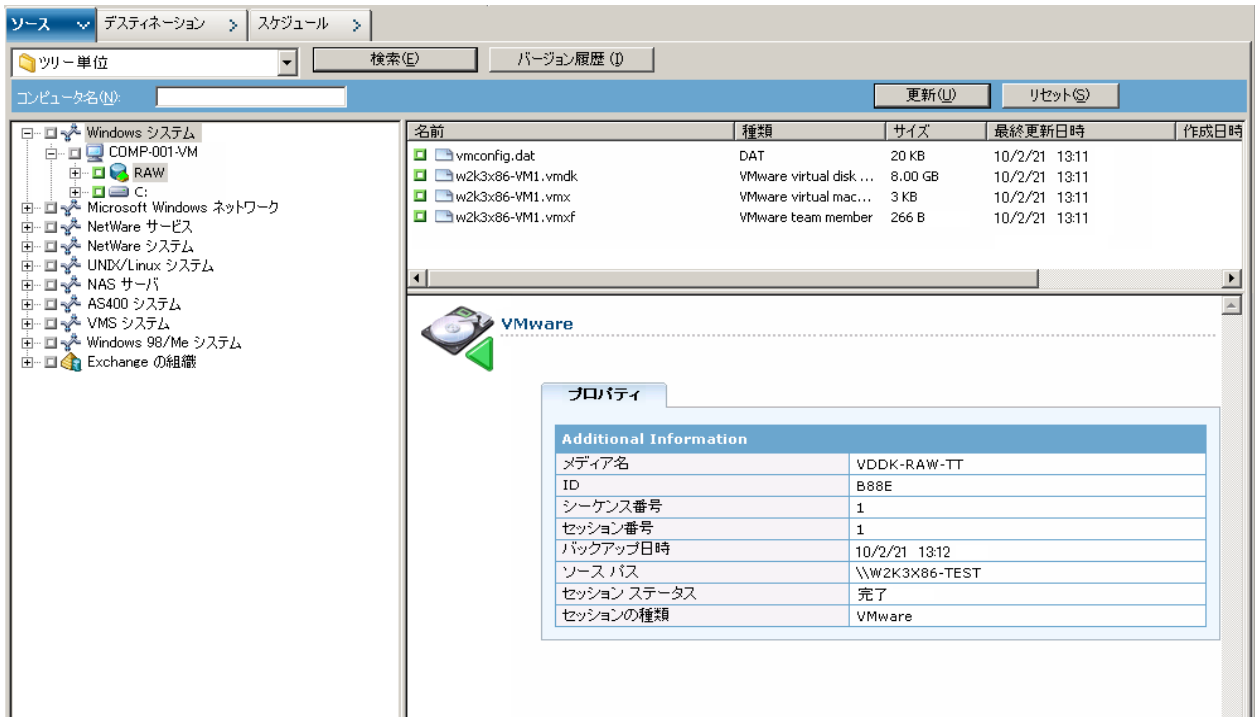 ソース デスティネーション スケジュール
ツリー単位 検索(E) バージョン履歴 (I)
コンピュータ名(N): 更新(U) リセット(S)
Windows システム
COMP-001-VM
RAW
C:
Microsoft Windows ネットワーク
NetWare サービス
NetWare システム
UNIX/Linux システム
NAS サーバ
AS400 システム
VMS システム
Windows 98/Me システム
Exchange の組織
名前 種類 サイズ 最終更新日時 作成日時
vmconfig.dat DAT 20 KB 10/2/21 13:11
w2k3x86-VM1.vmdk VMware virtual disk ... 8.00 GB 10/2/21 13:11
w2k3x86-VM1.vmx VMware virtual mac... 3 KB 10/2/21 13:11
w2k3x86-VM1.vmxf VMware team member 266 B 10/2/21 13:11
VMware
プロパティ
Additional Information
メディア名 VDDK-RAW-TT
ID B88E
シーケンス番号 1
セッション番号 1
バックアップ日時 10/2/21 13:12
ソース パス \\W2K3X86-TEST
セッション ステータス 完了
セッションの種類 VMware